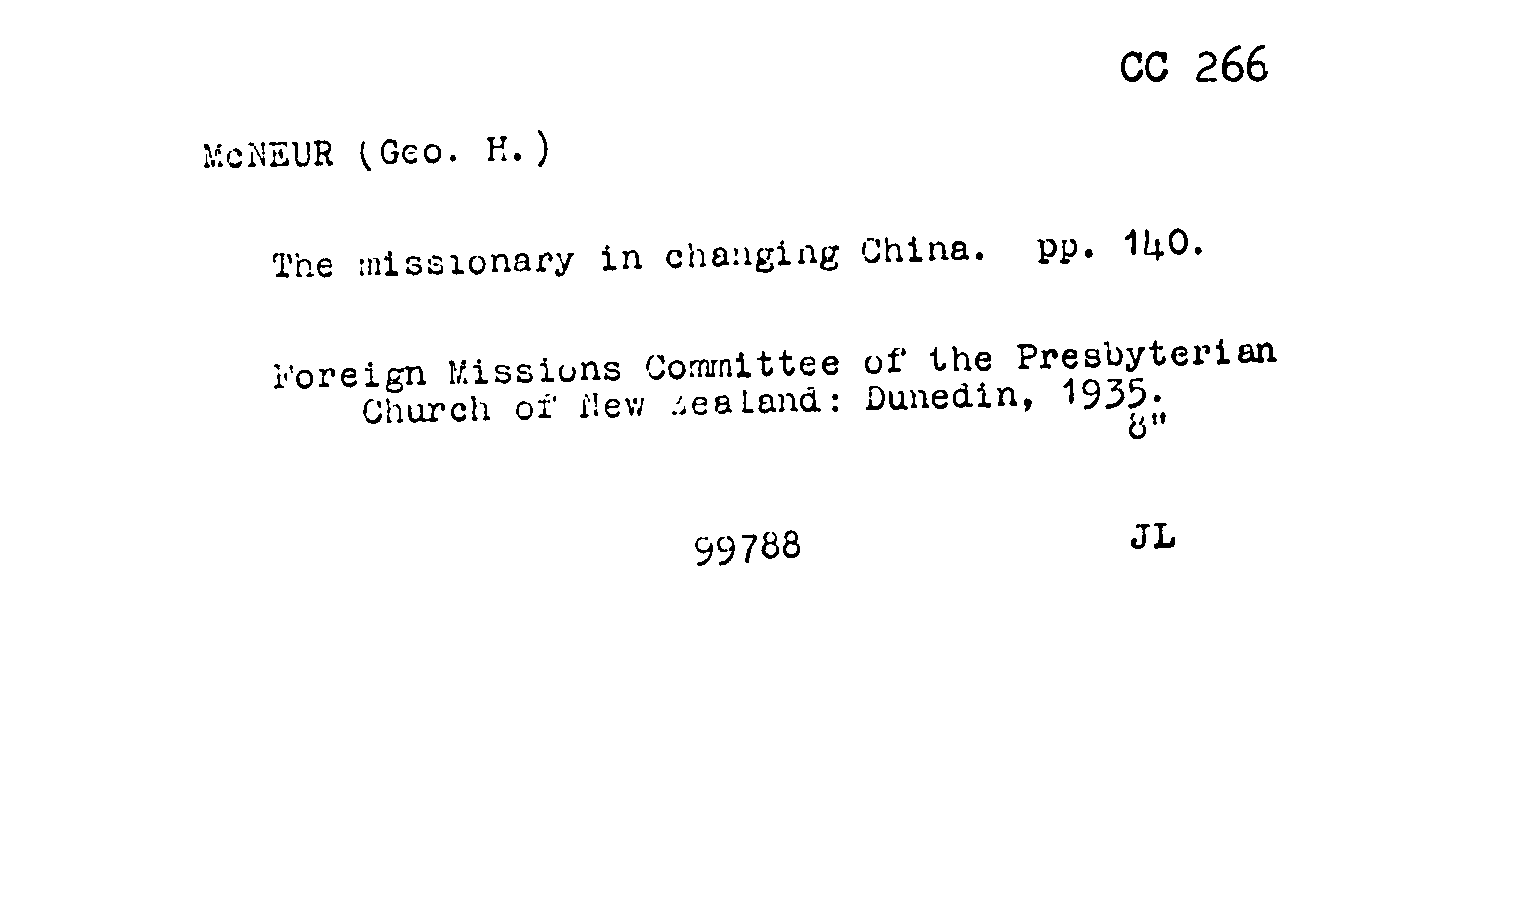 CC 266
McNEUR (Geo. H.)
The missionary in changing China. pp. 140.
Foreign Missions Committee of the Presbyterian
Church of New Zealand: Dunedin, 1935.
8"
99788 JL